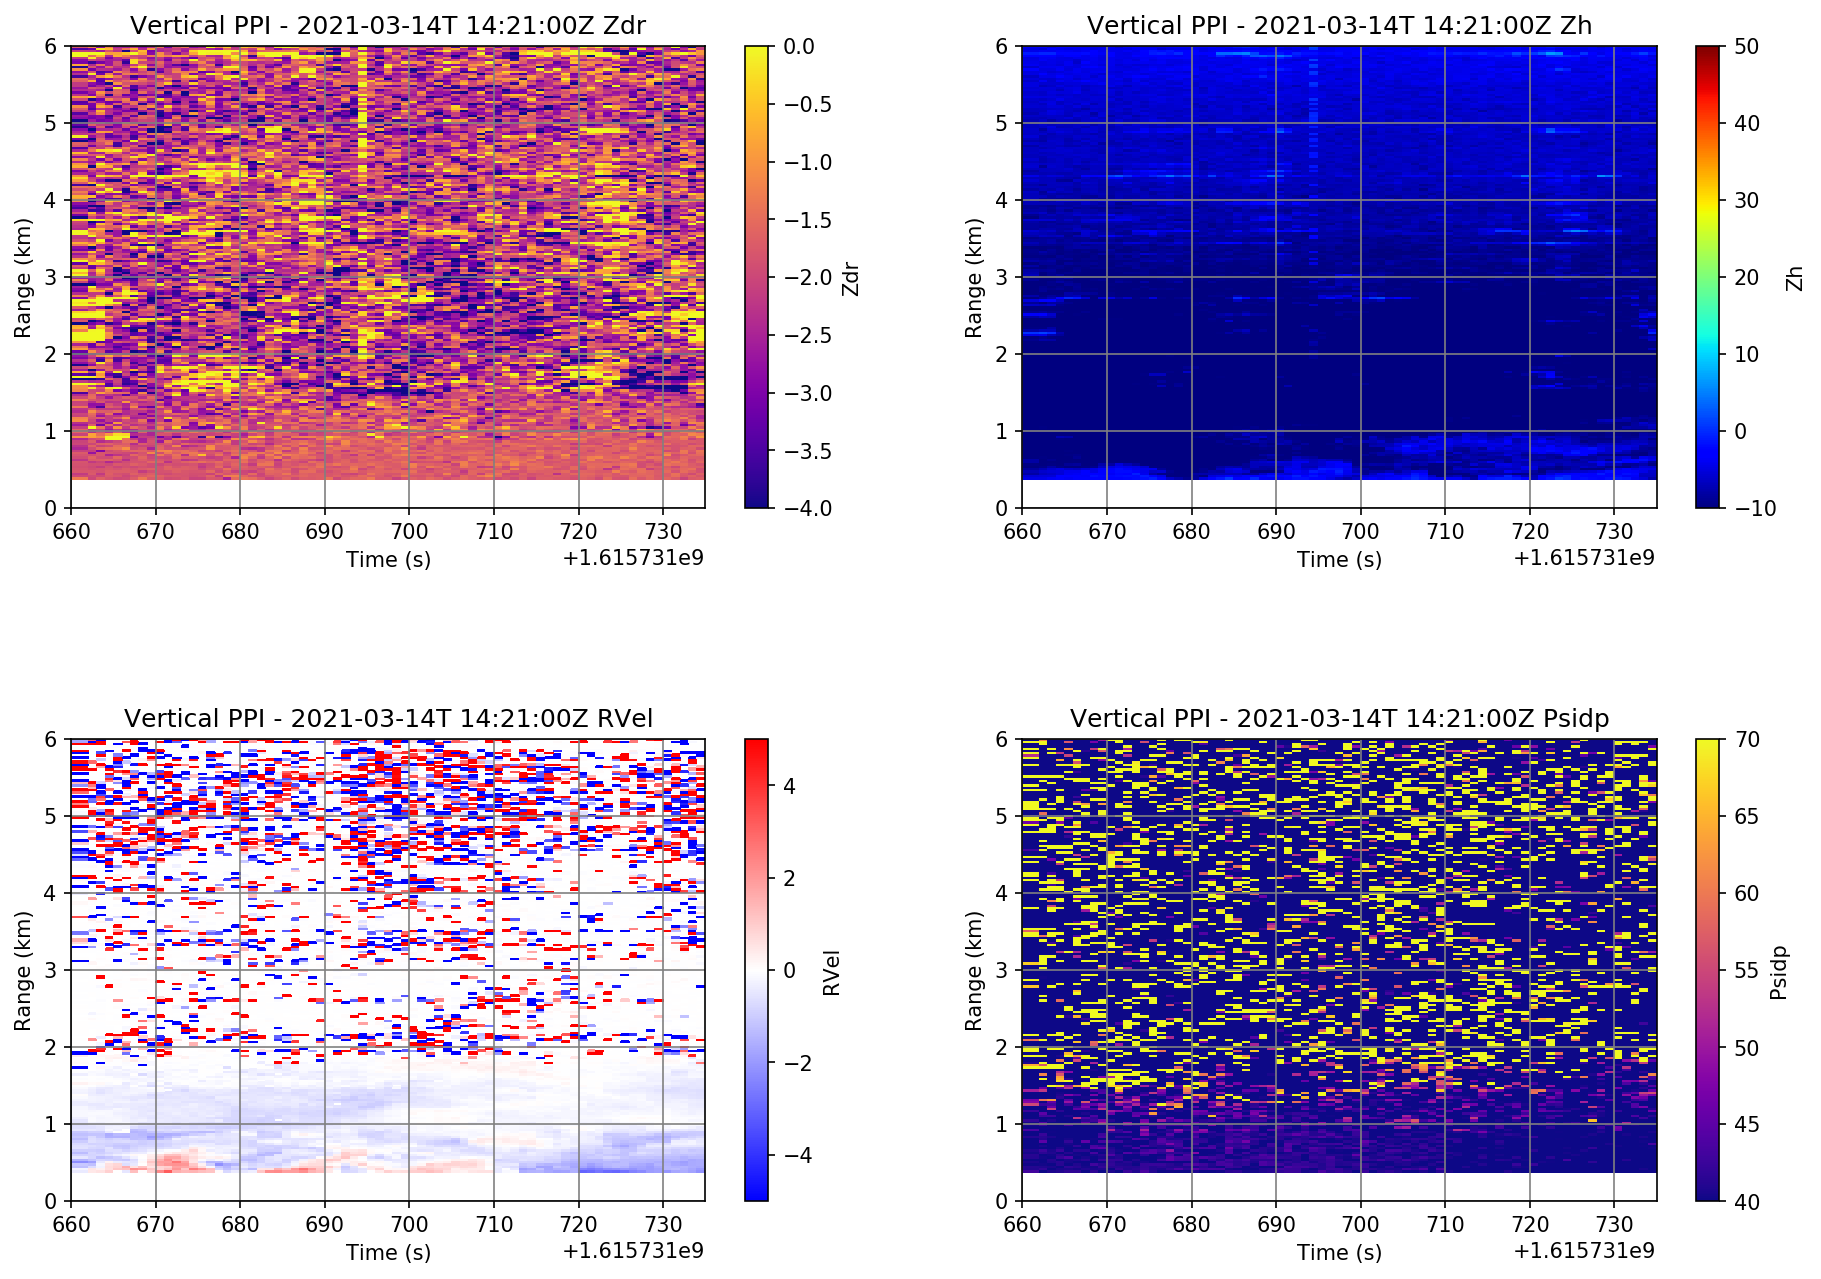 Vertical PPI - 2021-03-14T 14:21:00Z Zdr
6
5
4
3
2
1
0
Range (km)
660 670 680 690 700 710 720 730
Time (s)
+1.615731e9
0.0
−0.5
−1.0
−1.5
−2.0
−2.5
−3.0
−3.5
−4.0
Zdr
Vertical PPI - 2021-03-14T 14:21:00Z Zh
6
5
4
3
2
1
0
Range (km)
660 670 680 690 700 710 720 730
Time (s)
+1.615731e9
50
40
30
20
10
0
−10
Zh
Vertical PPI - 2021-03-14T 14:21:00Z RVel
6
5
4
3
2
1
0
Range (km)
660 670 680 690 700 710 720 730
Time (s)
+1.615731e9
4
2
0
−2
−4
RVel
Vertical PPI - 2021-03-14T 14:21:00Z Psidp
6
5
4
3
2
1
0
Range (km)
660 670 680 690 700 710 720 730
Time (s)
+1.615731e9
70
65
60
55
50
45
40
Psidp